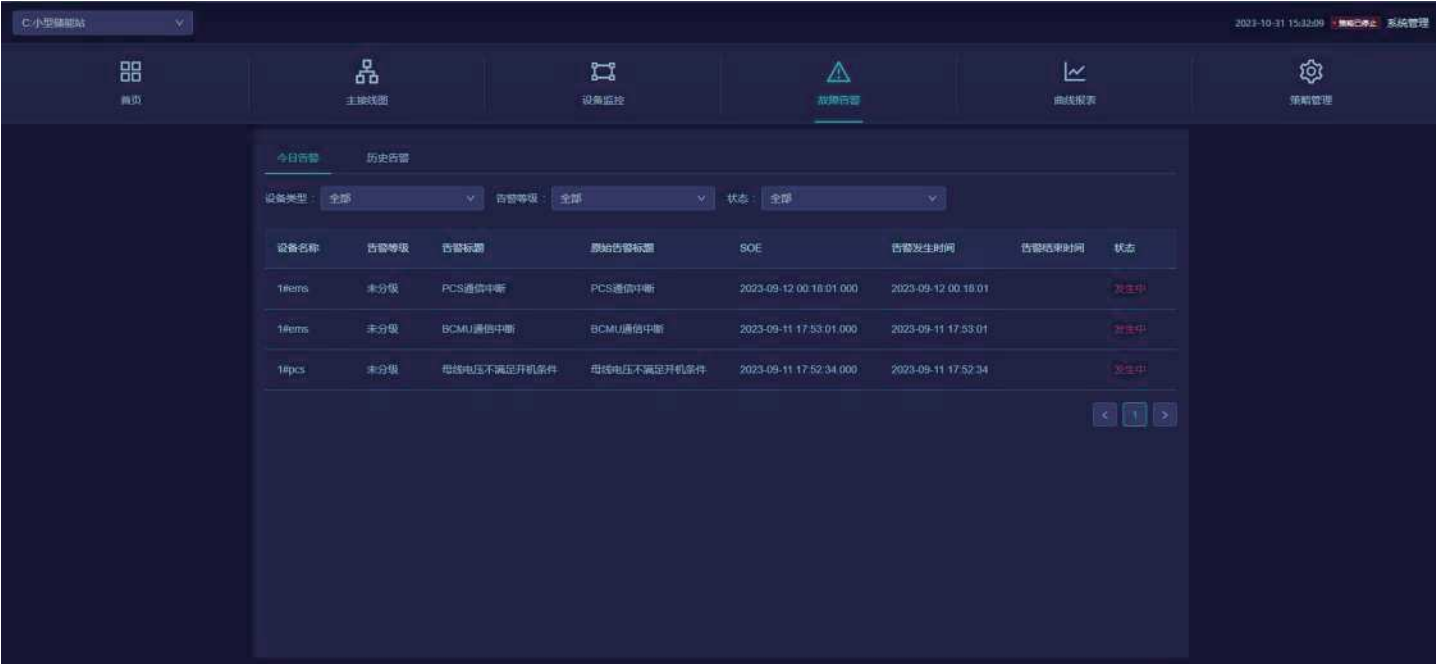 C:小型储能站
2023-10-31 15:32:09 策略已停止 系统管理
首页 主接线图 设备监控 故障告警 曲线报表 策略管理
今日告警 历史告警
设备类型: 全部 告警等级: 全部 状态: 全部
设备名称 告警等级 告警标题 原始告警标题 SOE 告警发生时间 告警结束时间 状态
1#ems 未分级 PCS通信中断 PCS通信中断 2023-09-12 00:18:01.000 2023-09-12 00:18:01 发生中
1#ems 未分级 BCMU通信中断 BCMU通信中断 2023-09-11 17:53:01.000 2023-09-11 17:53:01 发生中
1#pcs 未分级 母线电压不满足开机条件 母线电压不满足开机条件 2023-09-11 17:52:34.000 2023-09-11 17:52:34 发生中
< 1 >